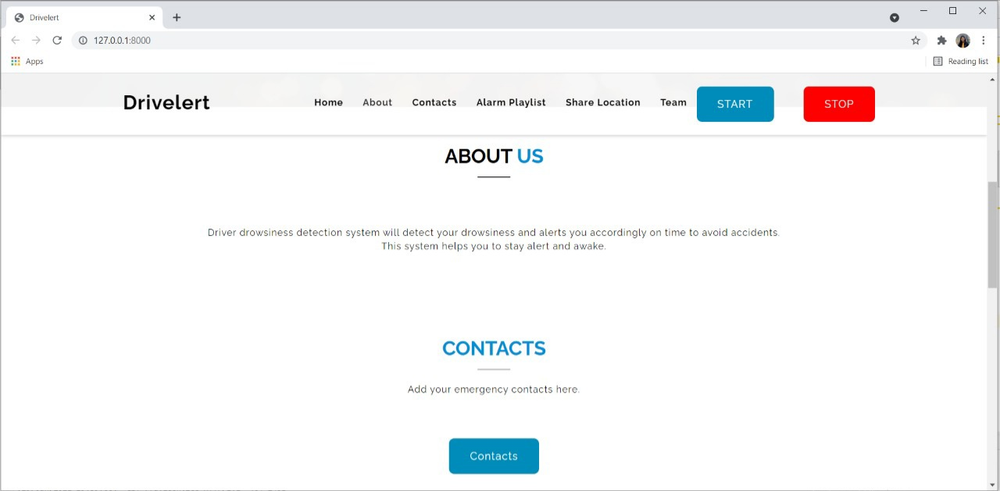 Drivelert
127.0.0.1:8000
Apps
Reading list
Drivelert
Home About Contacts Alarm Playlist Share Location Team START STOP
ABOUT US
Driver drowsiness detection system will detect your drowsiness and alerts you accordingly on time to avoid accidents.
This system helps you to stay alert and awake.
CONTACTS
Add your emergency contacts here.
Contacts